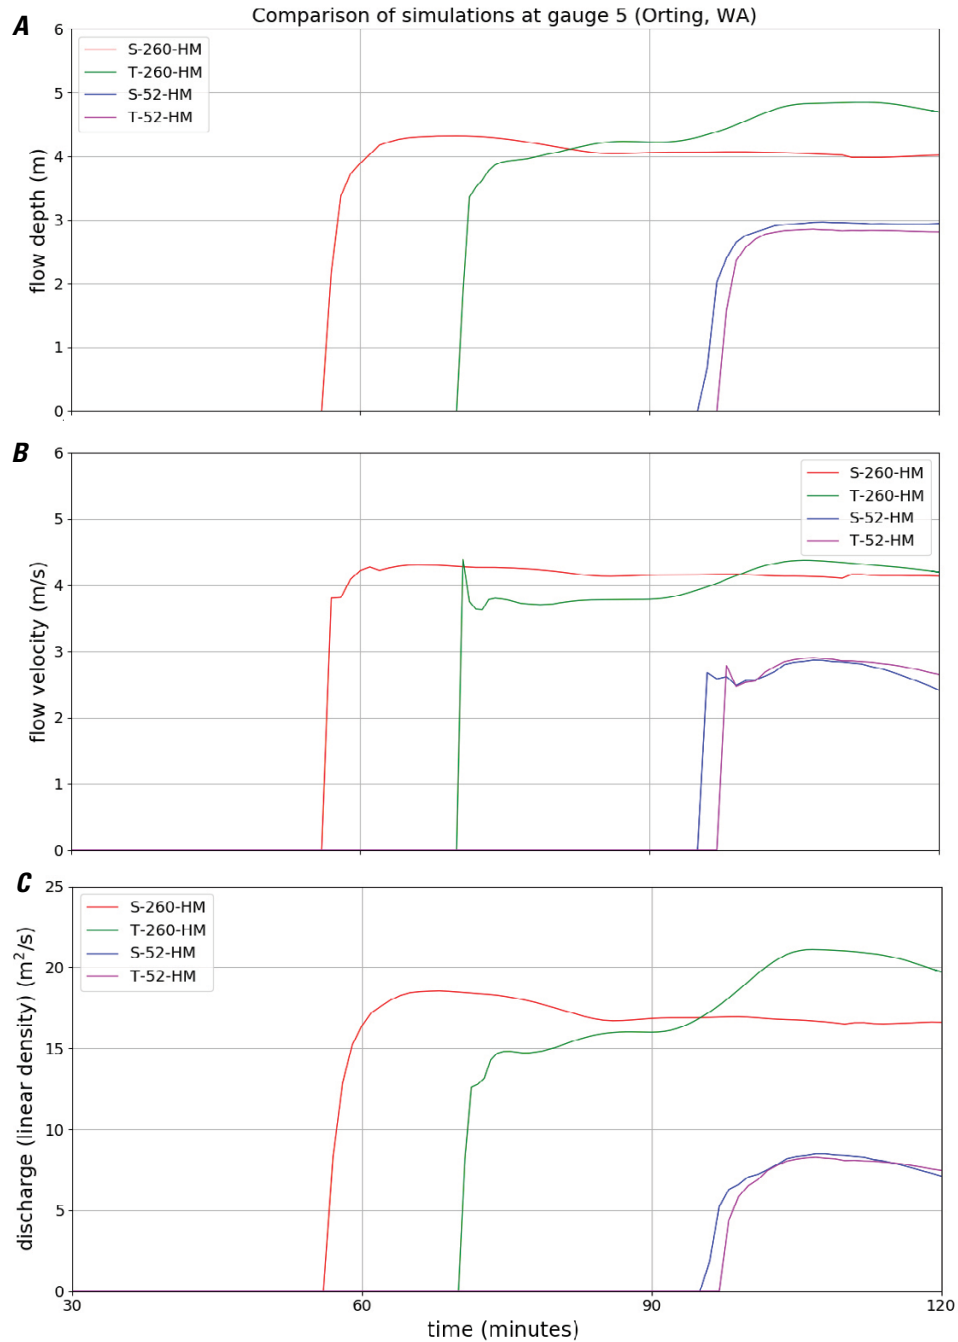 A
Comparison of simulations at gauge 5 (Orting, WA)
S-260-HM
T-260-HM
S-52-HM
T-52-HM
flow depth (m)
6
5
4
3
2
1
0
B
S-260-HM
T-260-HM
S-52-HM
T-52-HM
flow velocity (m/s)
6
5
4
3
2
1
0
C
S-260-HM
T-260-HM
S-52-HM
T-52-HM
discharge (linear density) (m²/s)
25
20
15
10
5
0
30 60 90 120
time (minutes)